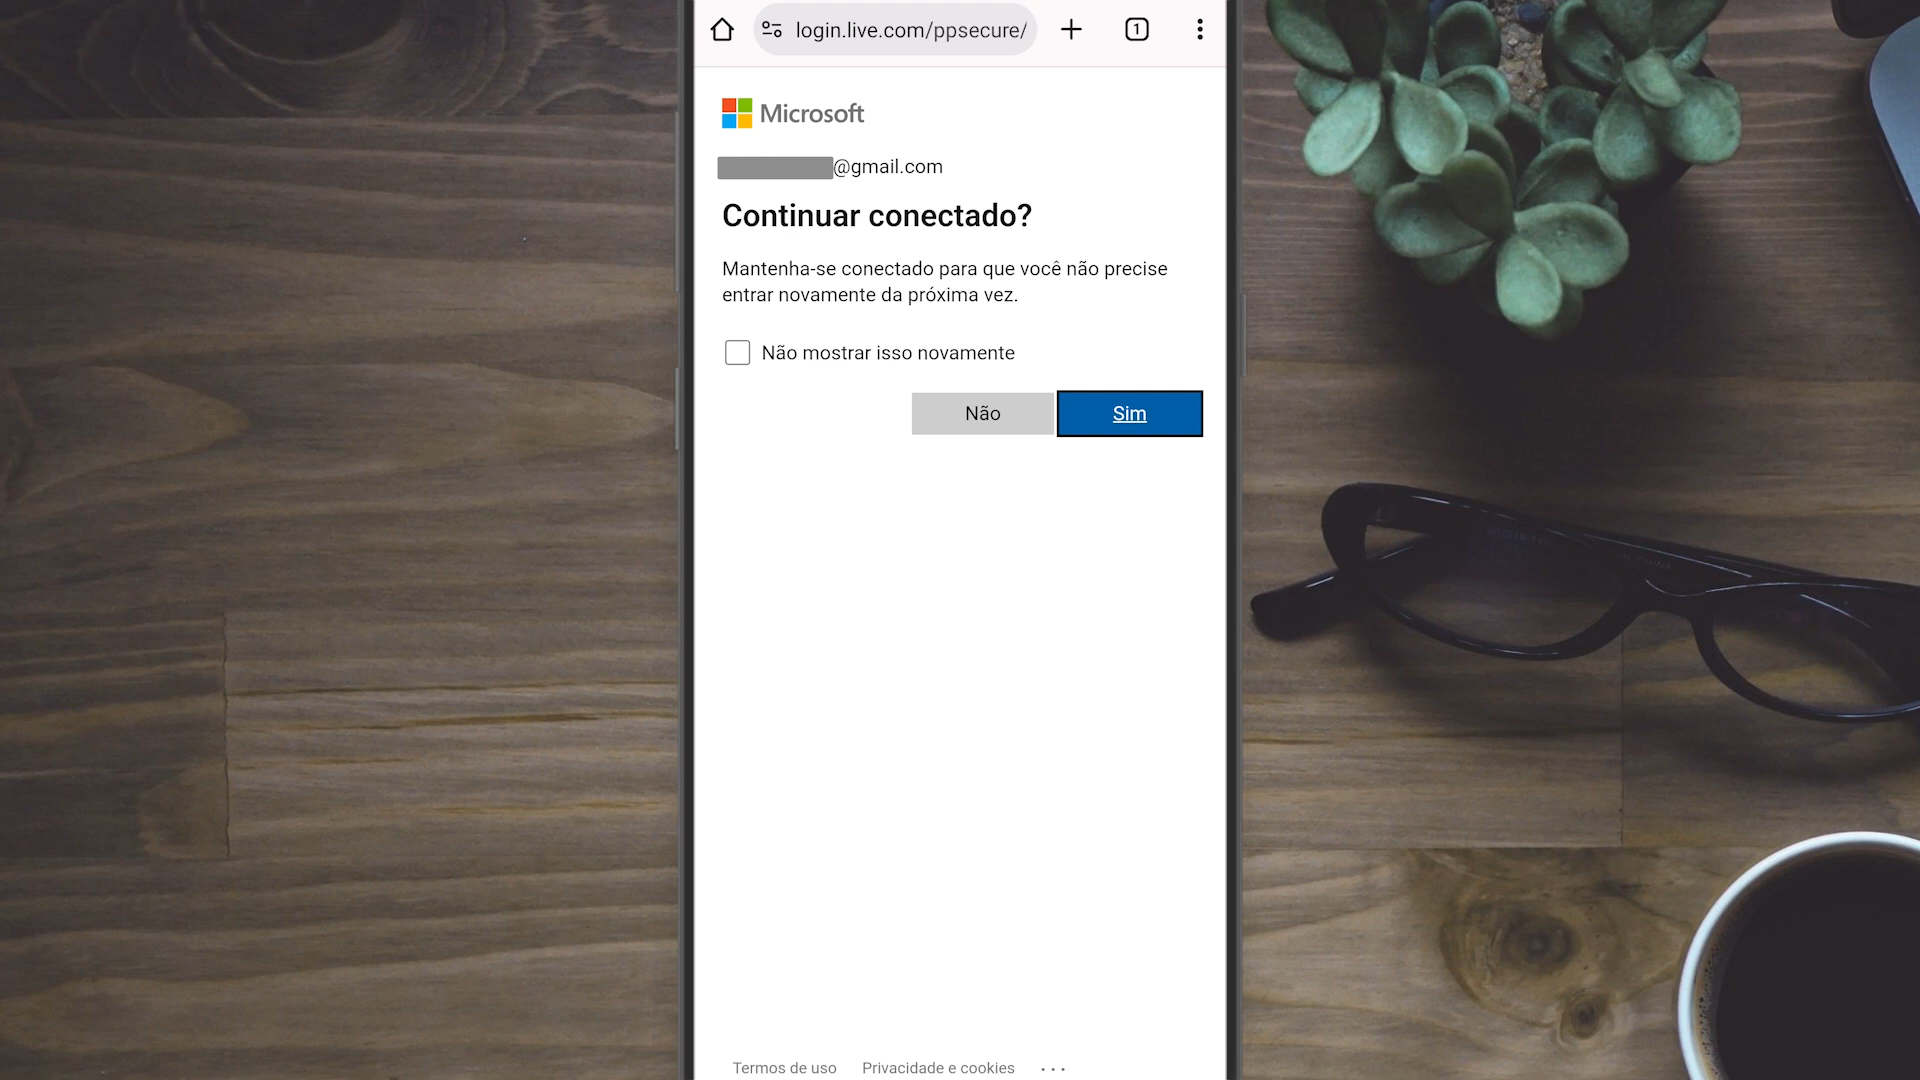 login.live.com/ppsecure/
1
Microsoft
@gmail.com
Continuar conectado?
Mantenha-se conectado para que você não precise
entrar novamente da próxima vez.
Não mostrar isso novamente
Não
Sim
Termos de uso
Privacidade e cookies
...